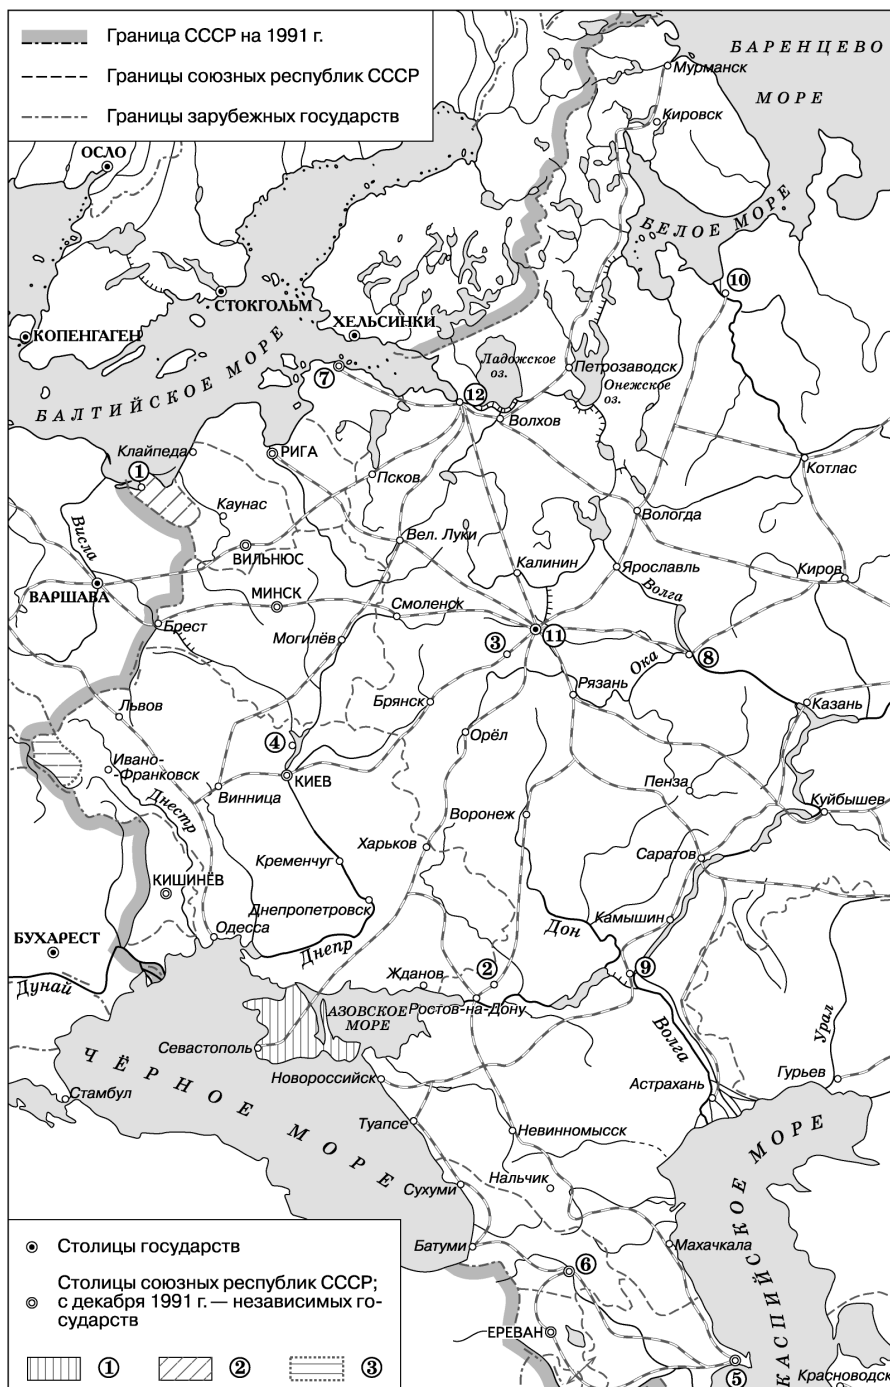 Граница СССР на 1991 г.
Границы союзных республик СССР
Границы зарубежных государств
БАРЕНЦЕВО
МОРЕ
Мурманск
Кировск
ОСЛО
БЕЛОЕ МОРЕ
10
СТОКГОЛЬМ
КОПЕНГАГЕН
ХЕЛЬСИНКИ
БАЛТИЙСКОЕ МОРЕ
7
Ладожское
оз.
Петрозаводск
Онежское
оз.
12
Волхов
Клайпеда
РИГА
1
Псков
Котлас
Каунас
Висла
Вологда
Вел. Луки
ВИЛЬНЮС
Калинин
Ярославль
Киров
ВАРШАВА
МИНСК
Волга
Смоленск
Брест
Могилёв
3
11
Ока
8
Рязань
Брянск
Львов
Казань
4
Орёл
Ивано-
-Франковск
КИЕВ
Пенза
Винница
Днестр
Воронеж
Куйбышев
Харьков
Саратов
Кременчуг
КИШИНЁВ
Днепропетровск
Камышин
Дон
Одесса
БУХАРЕСТ
Днепр
Дунай
Жданов
2
9
АЗОВСКОЕ
МОРЕ
Ростов-на-Дону
Волга
Урал
Севастополь
ЧЁРНОЕ МОРЕ
Новороссийск
Астрахань
Гурьев
Стамбул
Туапсе
Невинномысск
КАСПИЙСКОЕ МОРЕ
Нальчик
Сухуми
Батуми
Махачкала
6
ЕРЕВАН
5
Красноводск
Столицы государств
Столицы союзных республик СССР;
с декабря 1991 г. — независимых го-
сударств
1 2 3